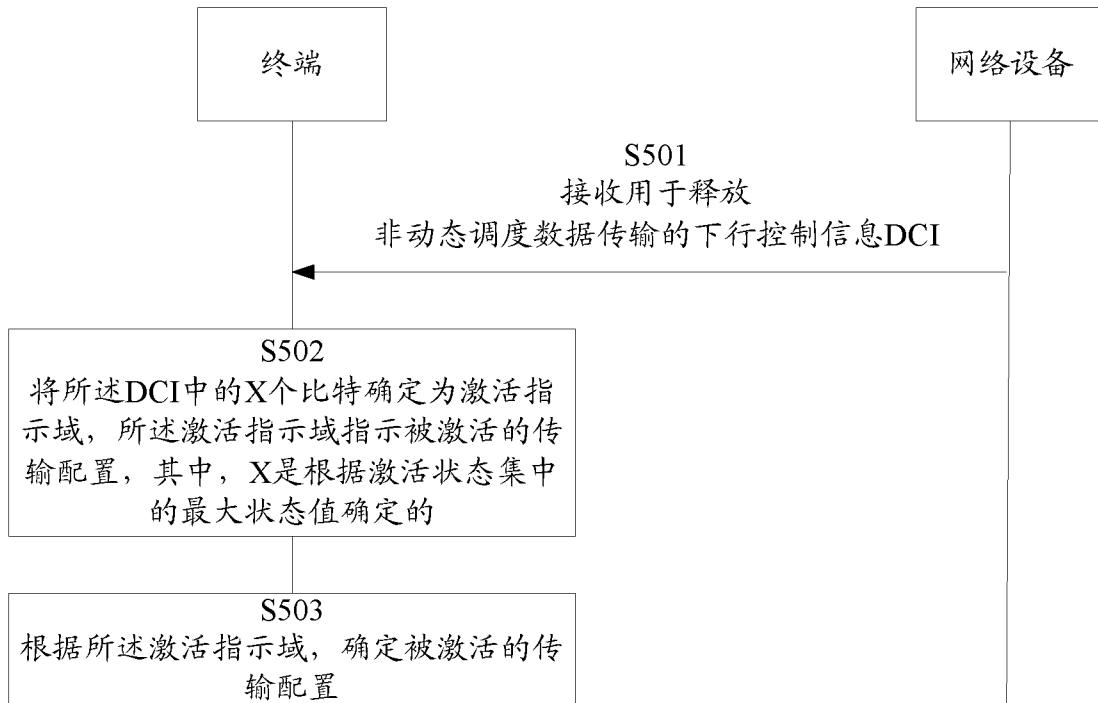 终端
网络设备
S501
接收用于释放
非动态调度数据传输的下行控制信息DCI
S502
将所述DCI中的X个比特确定为激活指
示域，所述激活指示域指示被激活的传
输配置，其中，X是根据激活状态集中
的最大状态值确定的
S503
根据所述激活指示域，确定被激活的传
输配置